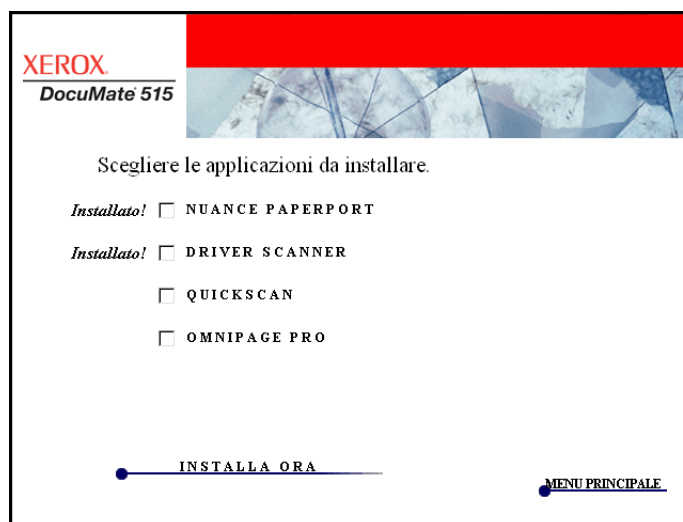 XEROX.
DocuMate 515
Scegliere le applicazioni da installare.
Installato! NUANCE PAPERPORT
Installato! DRIVER SCANNER
QUICKSCAN
OMNIPAGE PRO
INSTALLA ORA
MENU PRINCIPALE